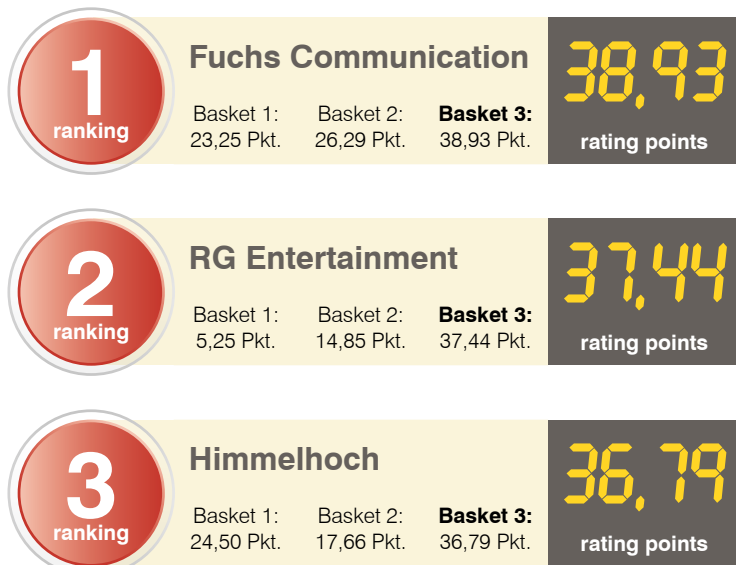 1
ranking
Fuchs Communication
Basket 1: Basket 2: Basket 3:
23,25 Pkt. 26,29 Pkt. 38,93 Pkt.
38,93
rating points
2
ranking
RG Entertainment
Basket 1: Basket 2: Basket 3:
5,25 Pkt. 14,85 Pkt. 37,44 Pkt.
37,44
rating points
3
ranking
Himmelhoch
Basket 1: Basket 2: Basket 3:
24,50 Pkt. 17,66 Pkt. 36,79 Pkt.
36,79
rating points